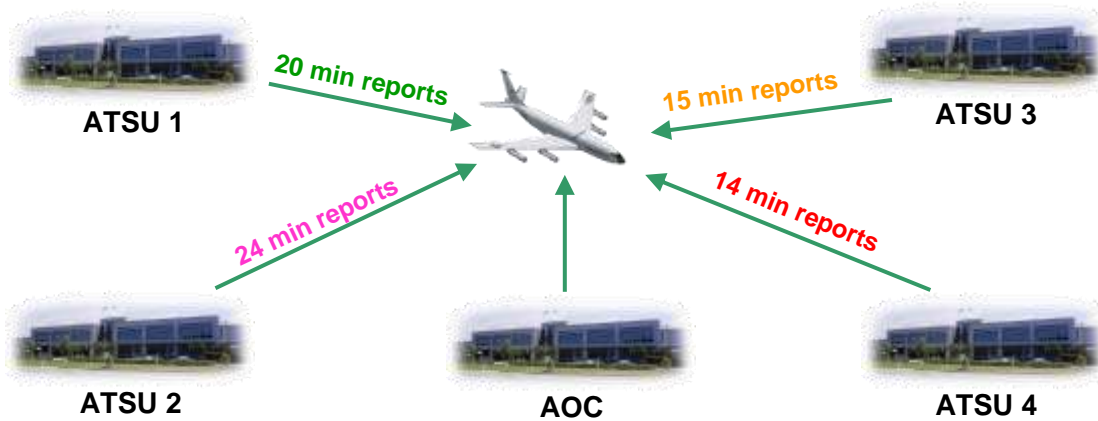 20 min reports
15 min reports
ATSU 1
ATSU 3
24 min reports
14 min reports
ATSU 2
AOC
ATSU 4